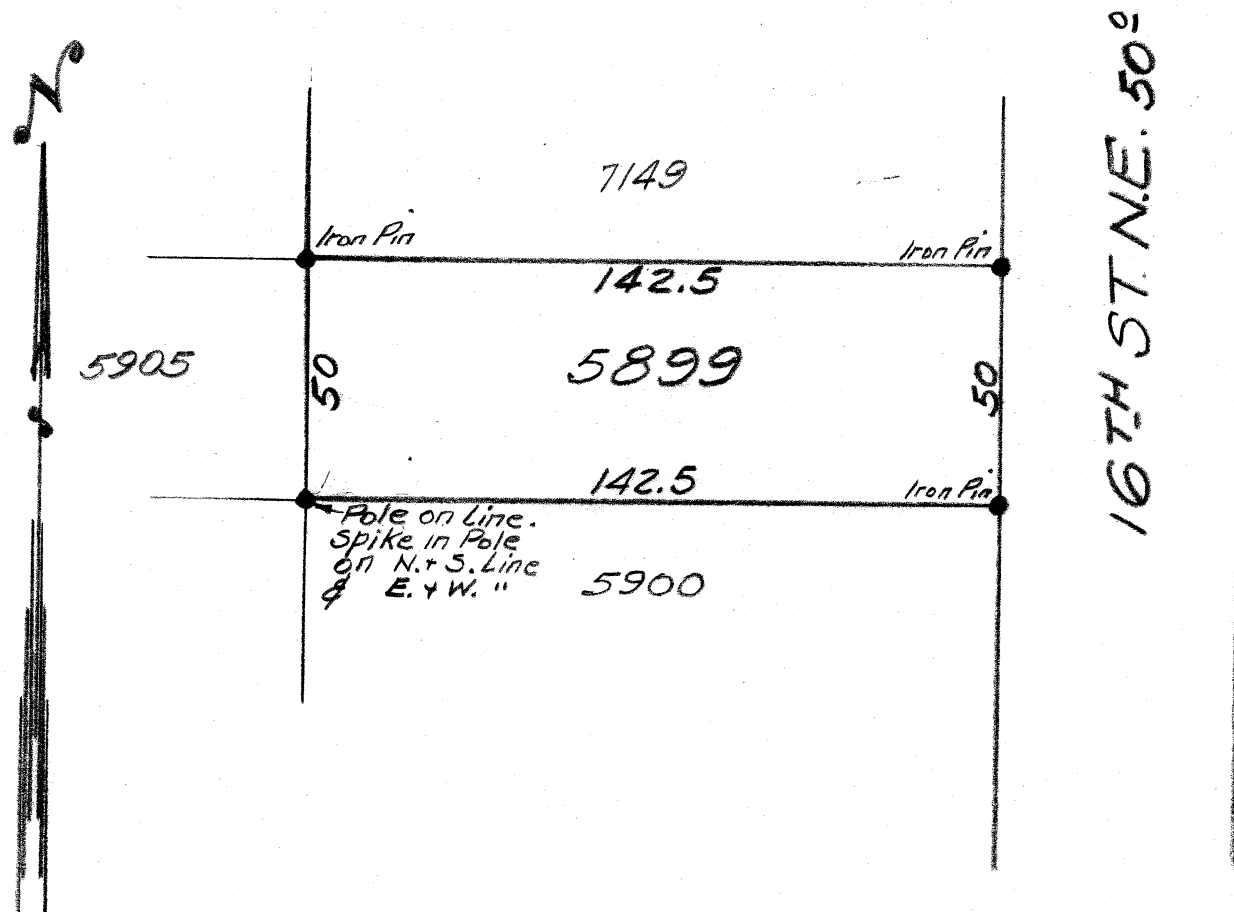 N
7149
Iron Pin
Iron Pin
142.5
5905
50
5899
50
142.5
Iron Pin
Pole on Line.
Spike in Pole
on N. & S. Line
& E. & W. "
5900
16TH ST. N.E. 50º